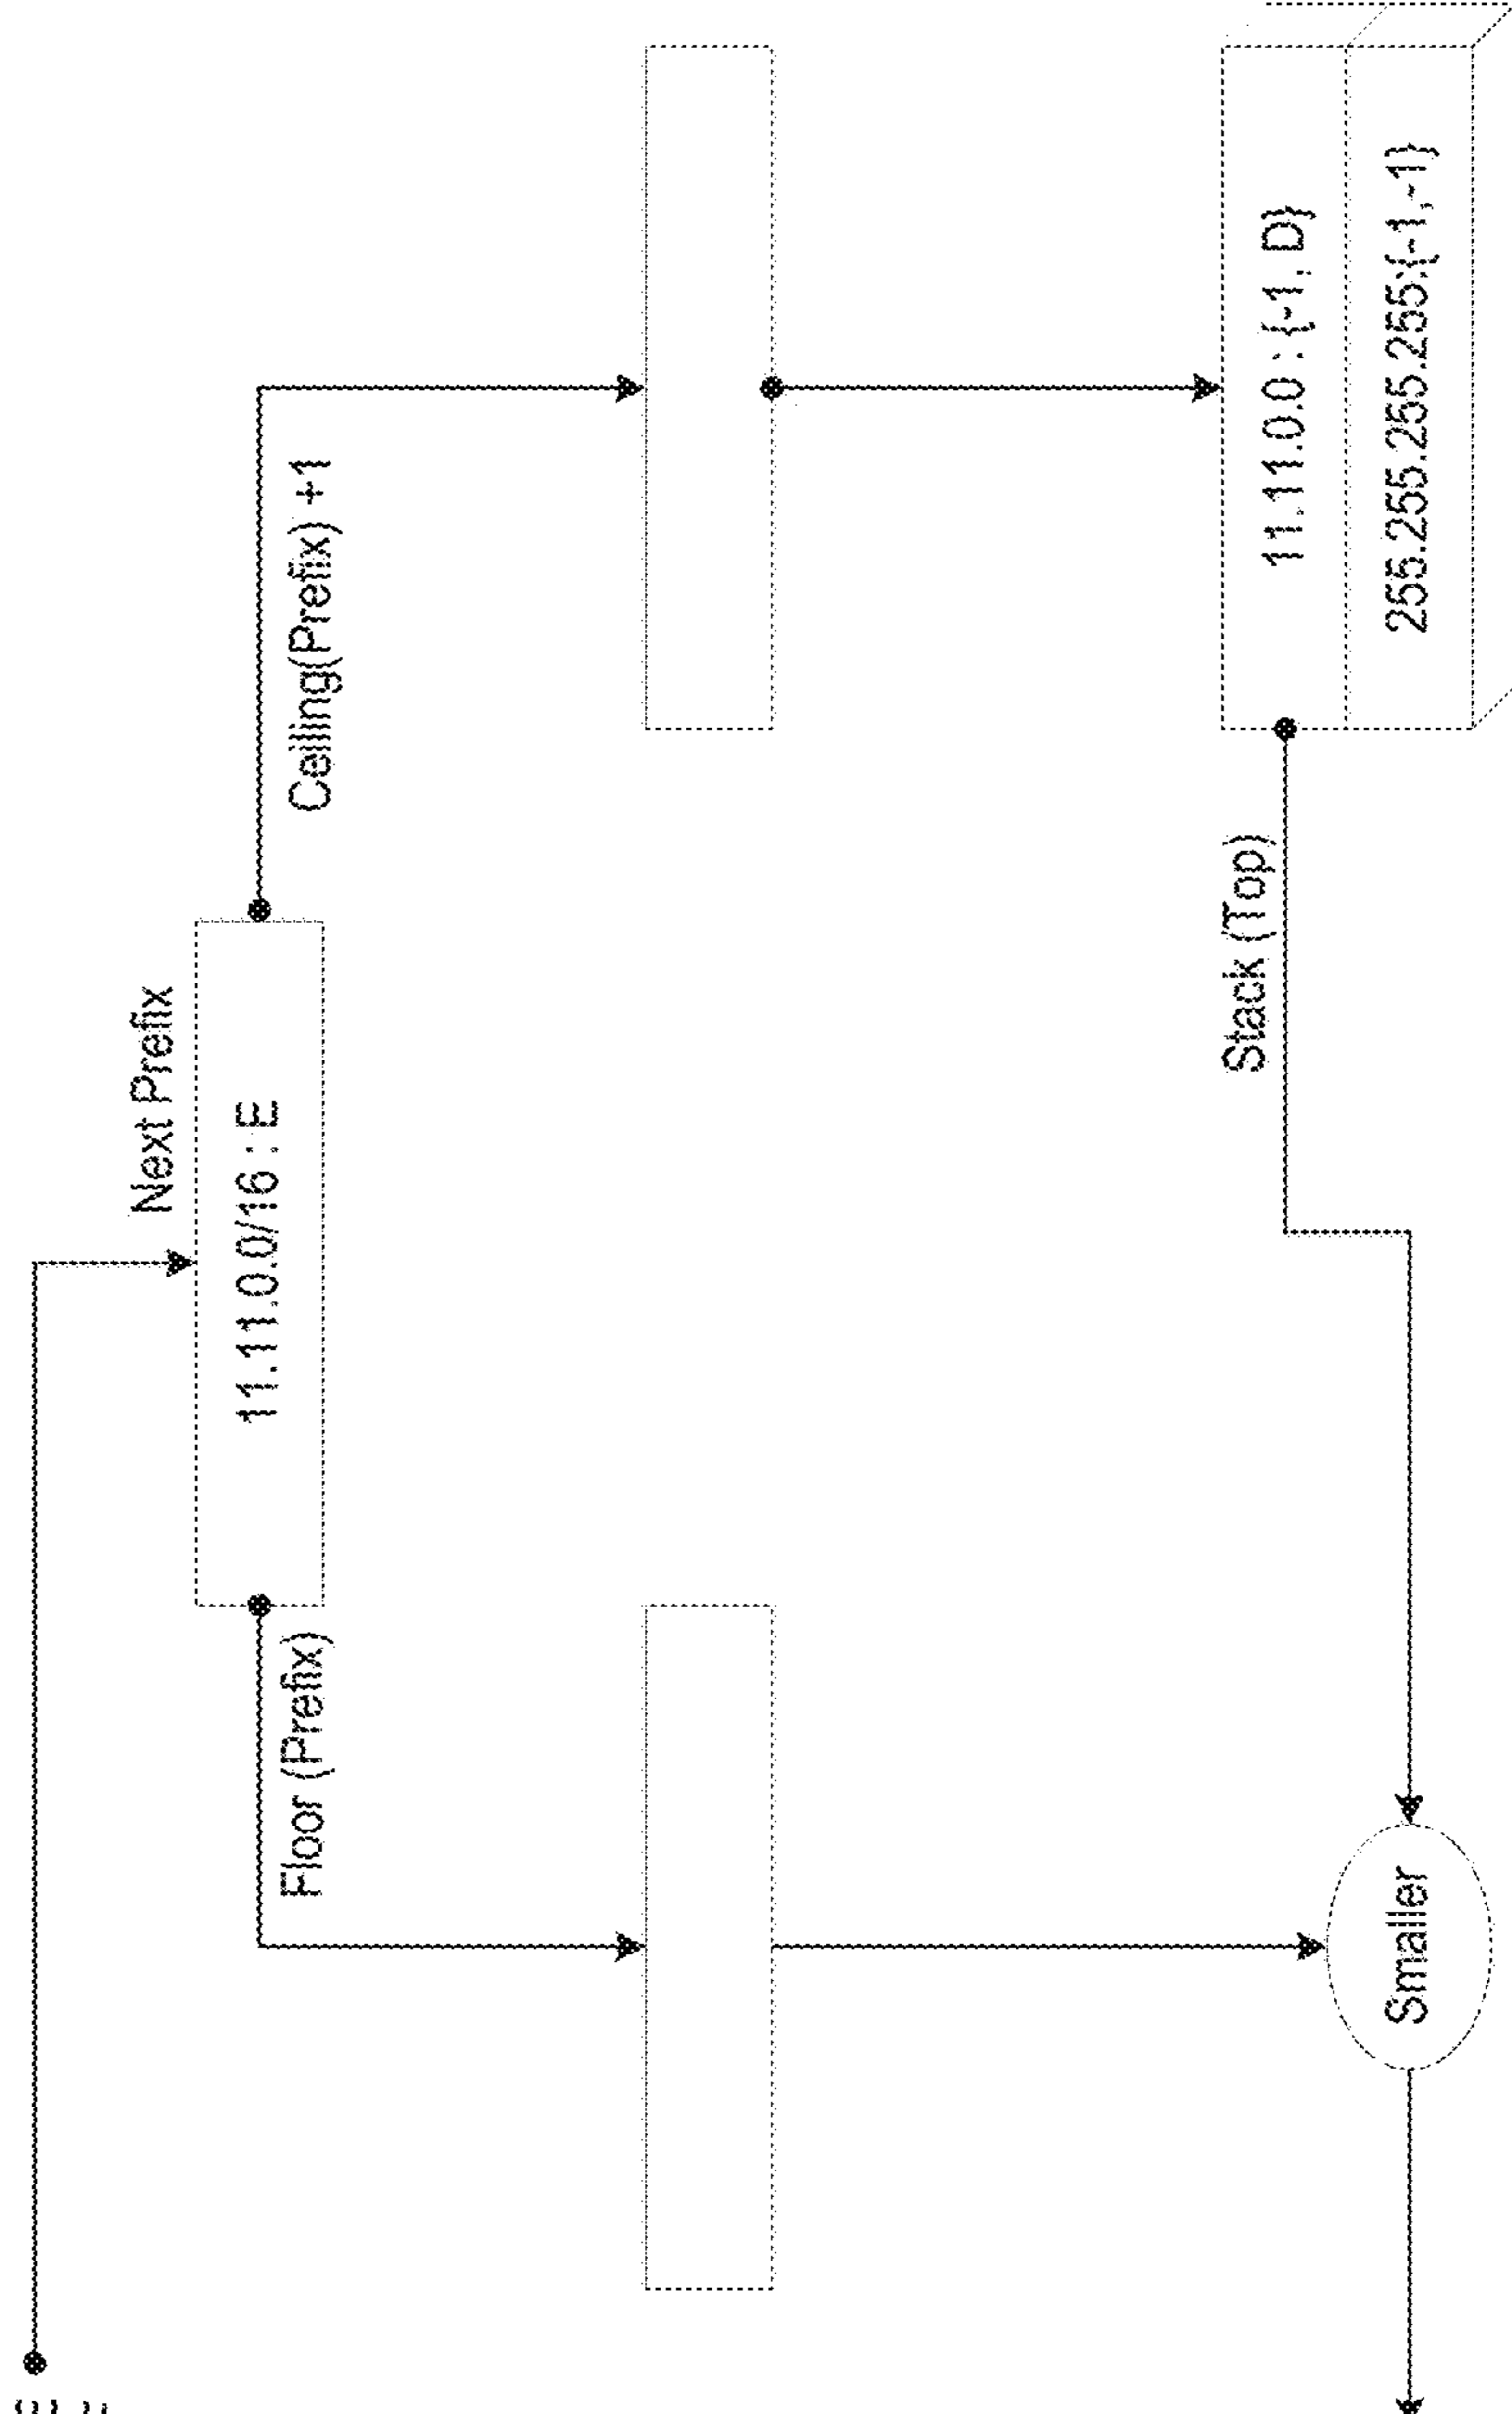 Next Prefix
11.11.0.0/16 : E
Floor (Prefix)
Ceiling(Prefix) +1
Stack (Top)
11.11.0.0 : {-1, D}
255.255.255.255:{-1,-1}
Smaller